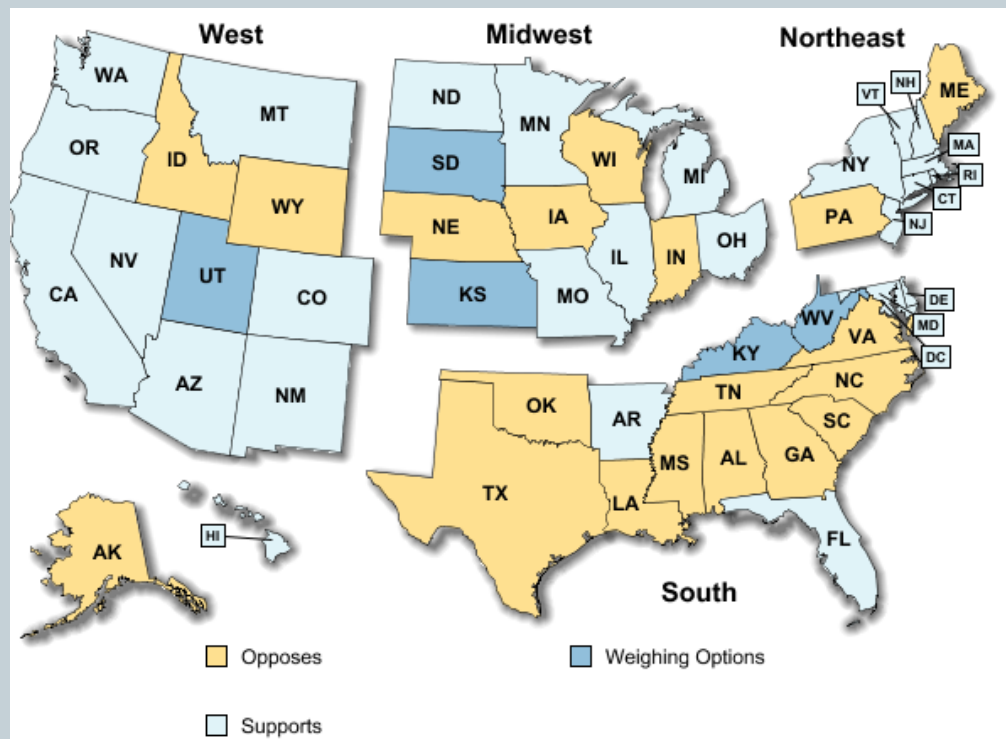 West
Midwest
Northeast
WA
MT
OR
ID
WY
NV
UT
CA
CO
AZ
NM
AK
HI
ND
MN
SD
WI
MI
NE
IA
IL
IN
OH
KS
MO
ME
NH
VT
NY
MA
RI
CT
PA
NJ
DE
MD
DC
WV
VA
KY
NC
TN
OK
AR
SC
MS
AL
GA
TX
LA
FL
South
Opposes
Weighing Options
Supports